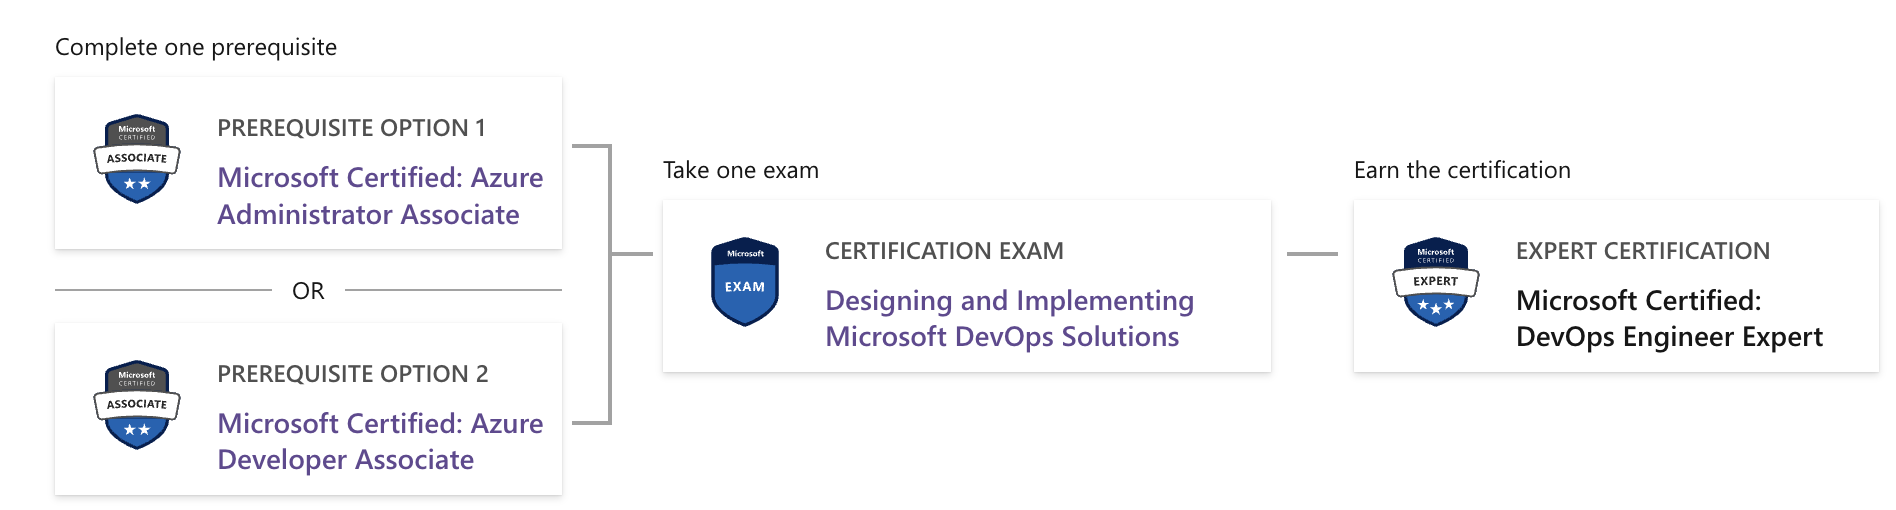 Complete one prerequisite
Microsoft
CERTIFIED
ASSOCIATE
PREREQUISITE OPTION 1
Microsoft Certified: Azure
Administrator Associate
OR
Microsoft
CERTIFIED
ASSOCIATE
PREREQUISITE OPTION 2
Microsoft Certified: Azure
Developer Associate
Take one exam
Microsoft
EXAM
CERTIFICATION EXAM
Designing and Implementing
Microsoft DevOps Solutions
Earn the certification
Microsoft
CERTIFIED
EXPERT
EXPERT CERTIFICATION
Microsoft Certified:
DevOps Engineer Expert